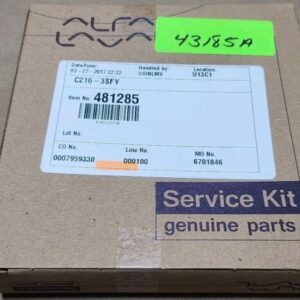 ALFA
LAVAL
43185A
Date/Time: Handled by: Location:
03-27-2017 22:22 USINLMS U13C1
C216-3SFY
Item No. 481285
Lot No.
CO No. Line No. MO No.
0007959330 000100 6701846
Service Kit
genuine parts